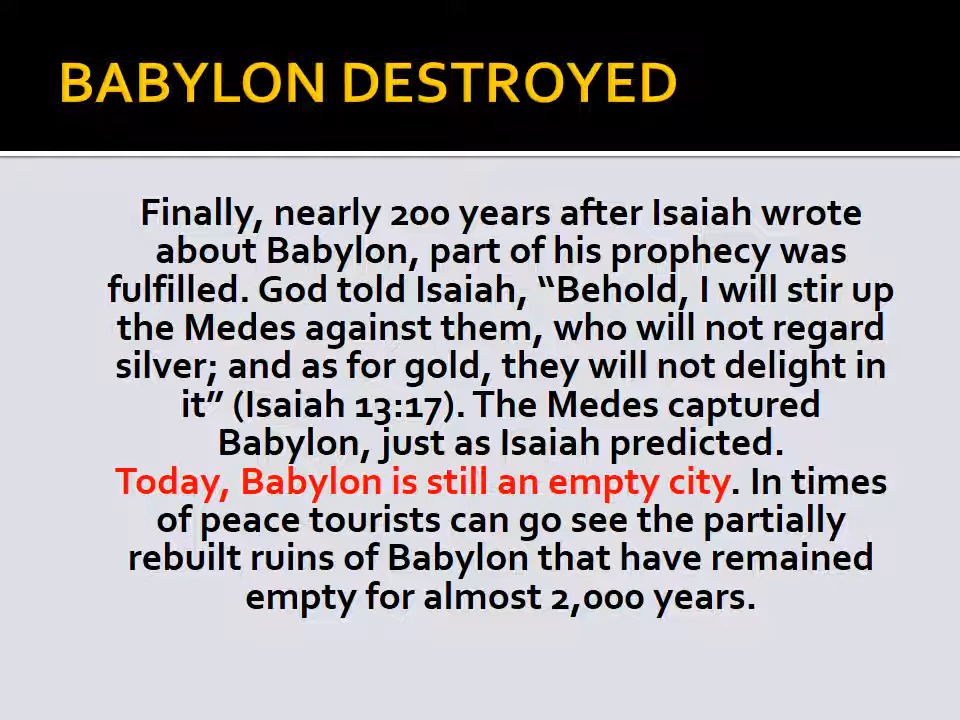 BABYLON DESTROYED
Finally, nearly 200 years after Isaiah wrote
about Babylon, part of his prophecy was
fulfilled. God told Isaiah, “Behold, I will stir up
the Medes against them, who will not regard
silver; and as for gold, they will not delight in
it” (Isaiah 13:17). The Medes captured
Babylon, just as Isaiah predicted.
Today, Babylon is still an empty city. In times
of peace tourists can go see the partially
rebuilt ruins of Babylon that have remained
empty for almost 2,000 years.